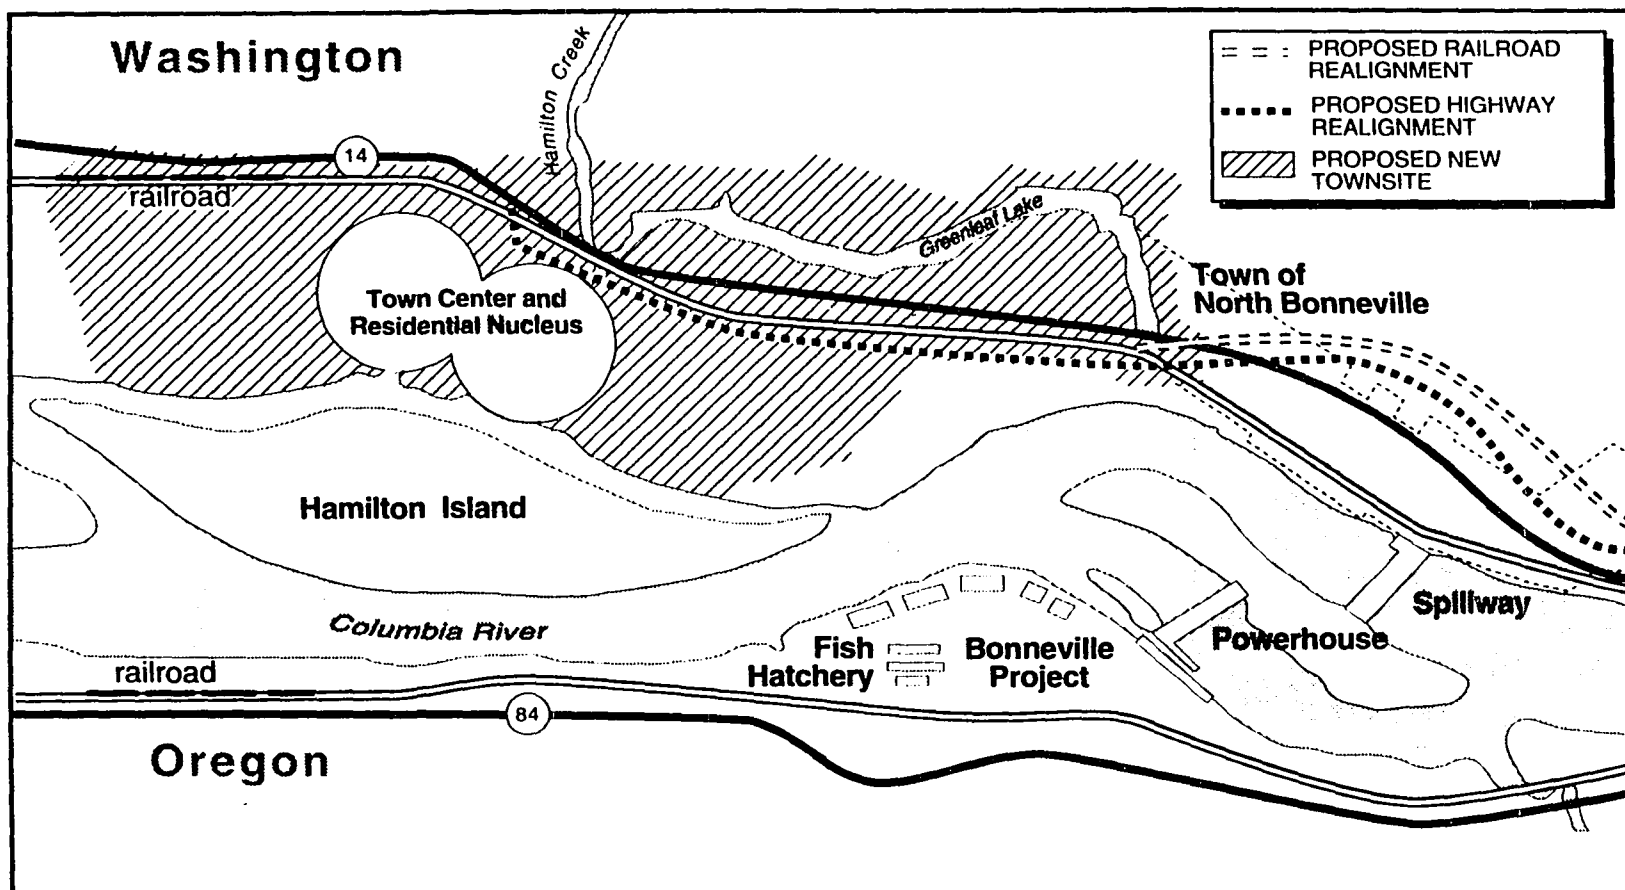 Washington
Hamilton Creek
PROPOSED RAILROAD
REALIGNMENT
PROPOSED HIGHWAY
REALIGNMENT
PROPOSED NEW
TOWNSITE
14
railroad
Greenleaf Lake
Town of
North Bonneville
Town Center and
Residential Nucleus
Hamilton Island
Columbia River
Spillway
Powerhouse
Fish
Hatchery
Bonneville
Project
railroad
84
Oregon